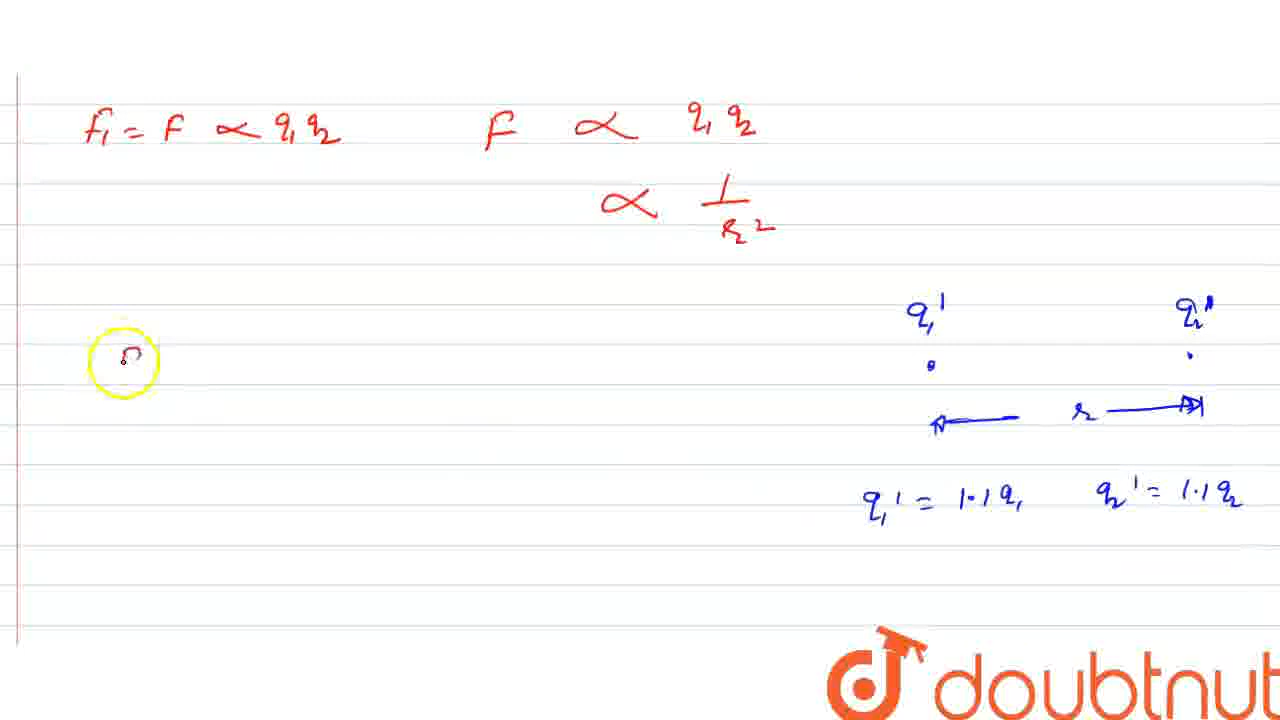 F₁ = F ∝ q₁ q₂
F ∝ q₁ q₂
∝ 1/r²
q₁' q₂'
r
q₁' = 1.1 q₁ q₂' = 1.1 q₂
doubtnut